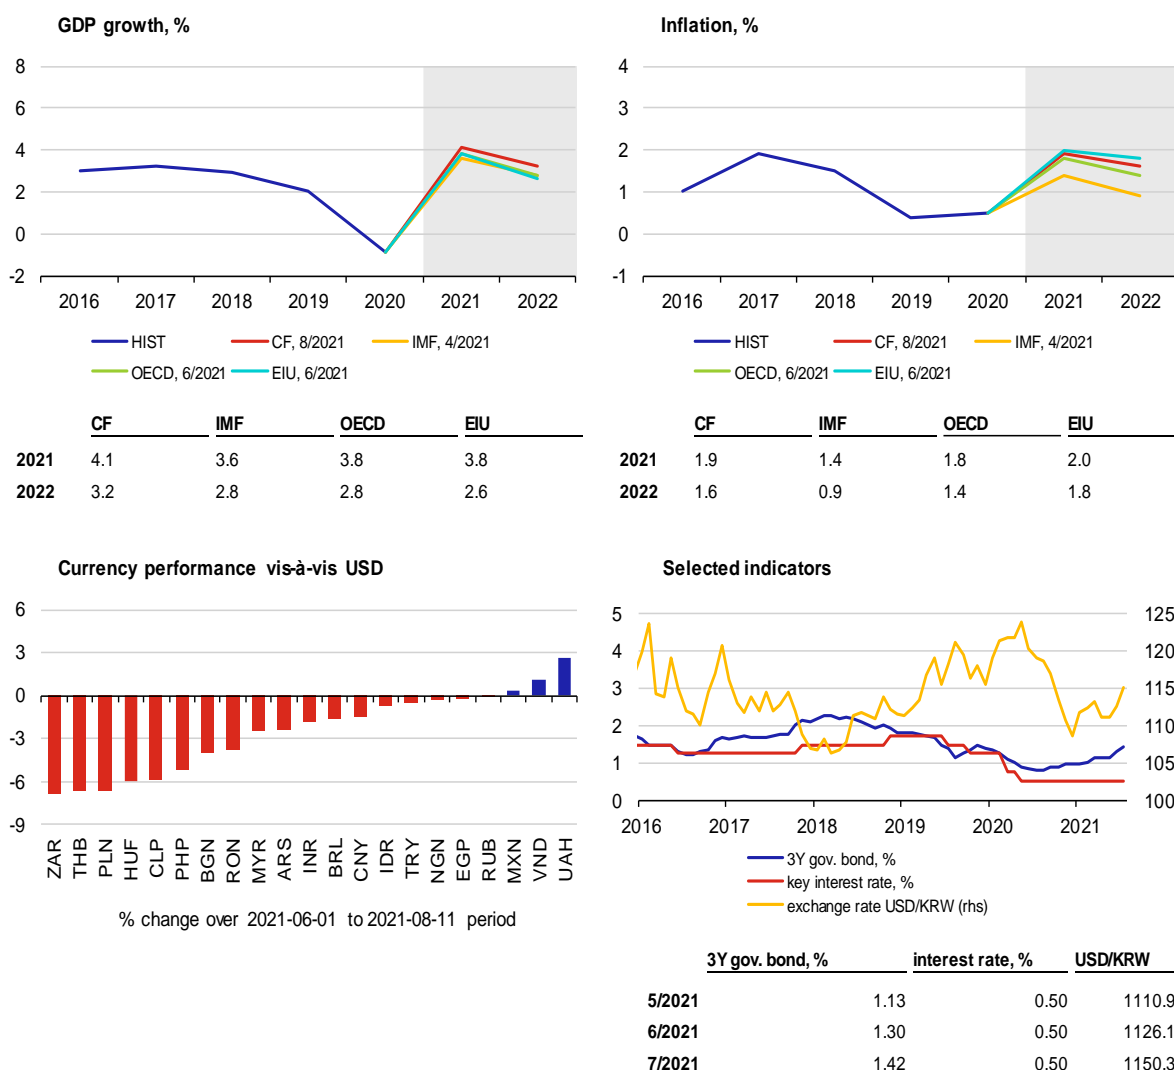 GDP growth, %
8
6
4
2
0
-2
2016 2017 2018 2019 2020 2021 2022
HIST CF, 8/2021 IMF, 4/2021
OECD, 6/2021 EIU, 6/2021
CF IMF OECD EIU
2021 4.1 3.6 3.8 3.8
2022 3.2 2.8 2.8 2.6
Inflation, %
4
3
2
1
0
-1
2016 2017 2018 2019 2020 2021 2022
HIST CF, 8/2021 IMF, 4/2021
OECD, 6/2021 EIU, 6/2021
CF IMF OECD EIU
2021 1.9 1.4 1.8 2.0
2022 1.6 0.9 1.4 1.8
Currency performance vis-à-vis USD
6
3
0
-3
-6
-9
ZAR THB PLN HUF CLP PHP BGN RON MYR ARS INR BRL CNY IDR TRY NGN EGP RUB MXN VND UAH
% change over 2021-06-01 to 2021-08-11 period
Selected indicators
5 125
4 120
3 115
2 110
1 105
0 100
2016 2017 2018 2019 2020 2021
3Y gov. bond, %
key interest rate, %
exchange rate USD/KRW (rhs)
3Y gov. bond, % interest rate, % USD/KRW
5/2021 1.13 0.50 1110.9
6/2021 1.30 0.50 1126.1
7/2021 1.42 0.50 1150.3